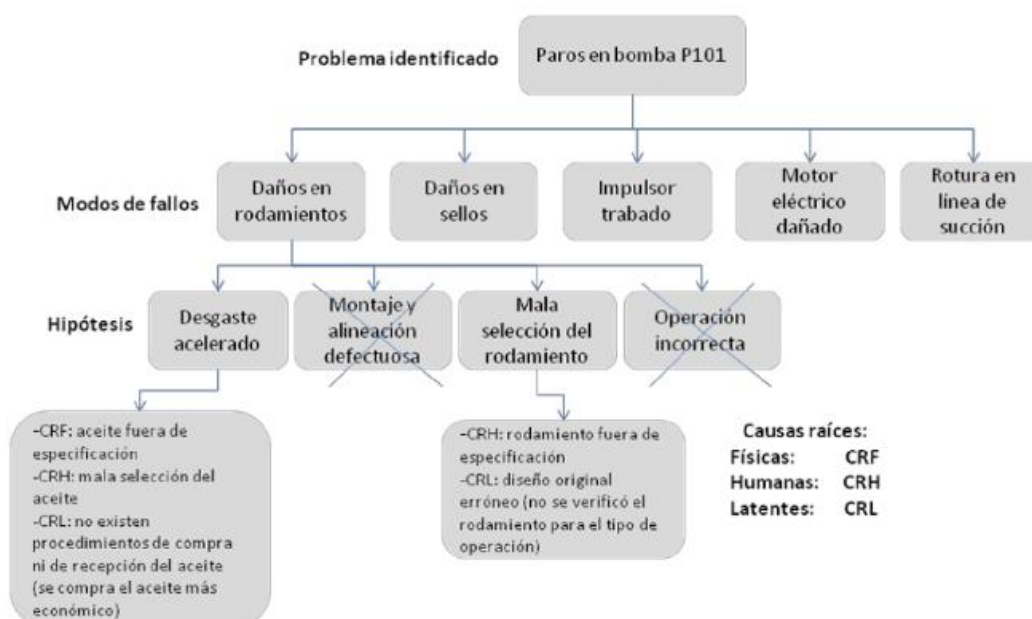 Problema identificado
Paros en bomba P101
Modos de fallos
Daños en
rodamientos
Daños en
sellos
Impulsor
trabado
Motor
eléctrico
dañado
Rotura en
línea de
succión
Hipótesis
Desgaste
acelerado
Montaje y
alineación
defectuosa
Mala
selección del
rodamiento
Operación
incorrecta
-CRF: aceite fuera de
especificación
-CRH: mala selección del
aceite
-CRL: no existen
procedimientos de compra
ni de recepción del aceite
(se compra el aceite más
económico)
-CRH: rodamiento fuera de
especificación
-CRL: diseño original
erróneo (no se verificó el
rodamiento para el tipo de
operación)
Causas raíces:
Físicas: CRF
Humanas: CRH
Latentes: CRL